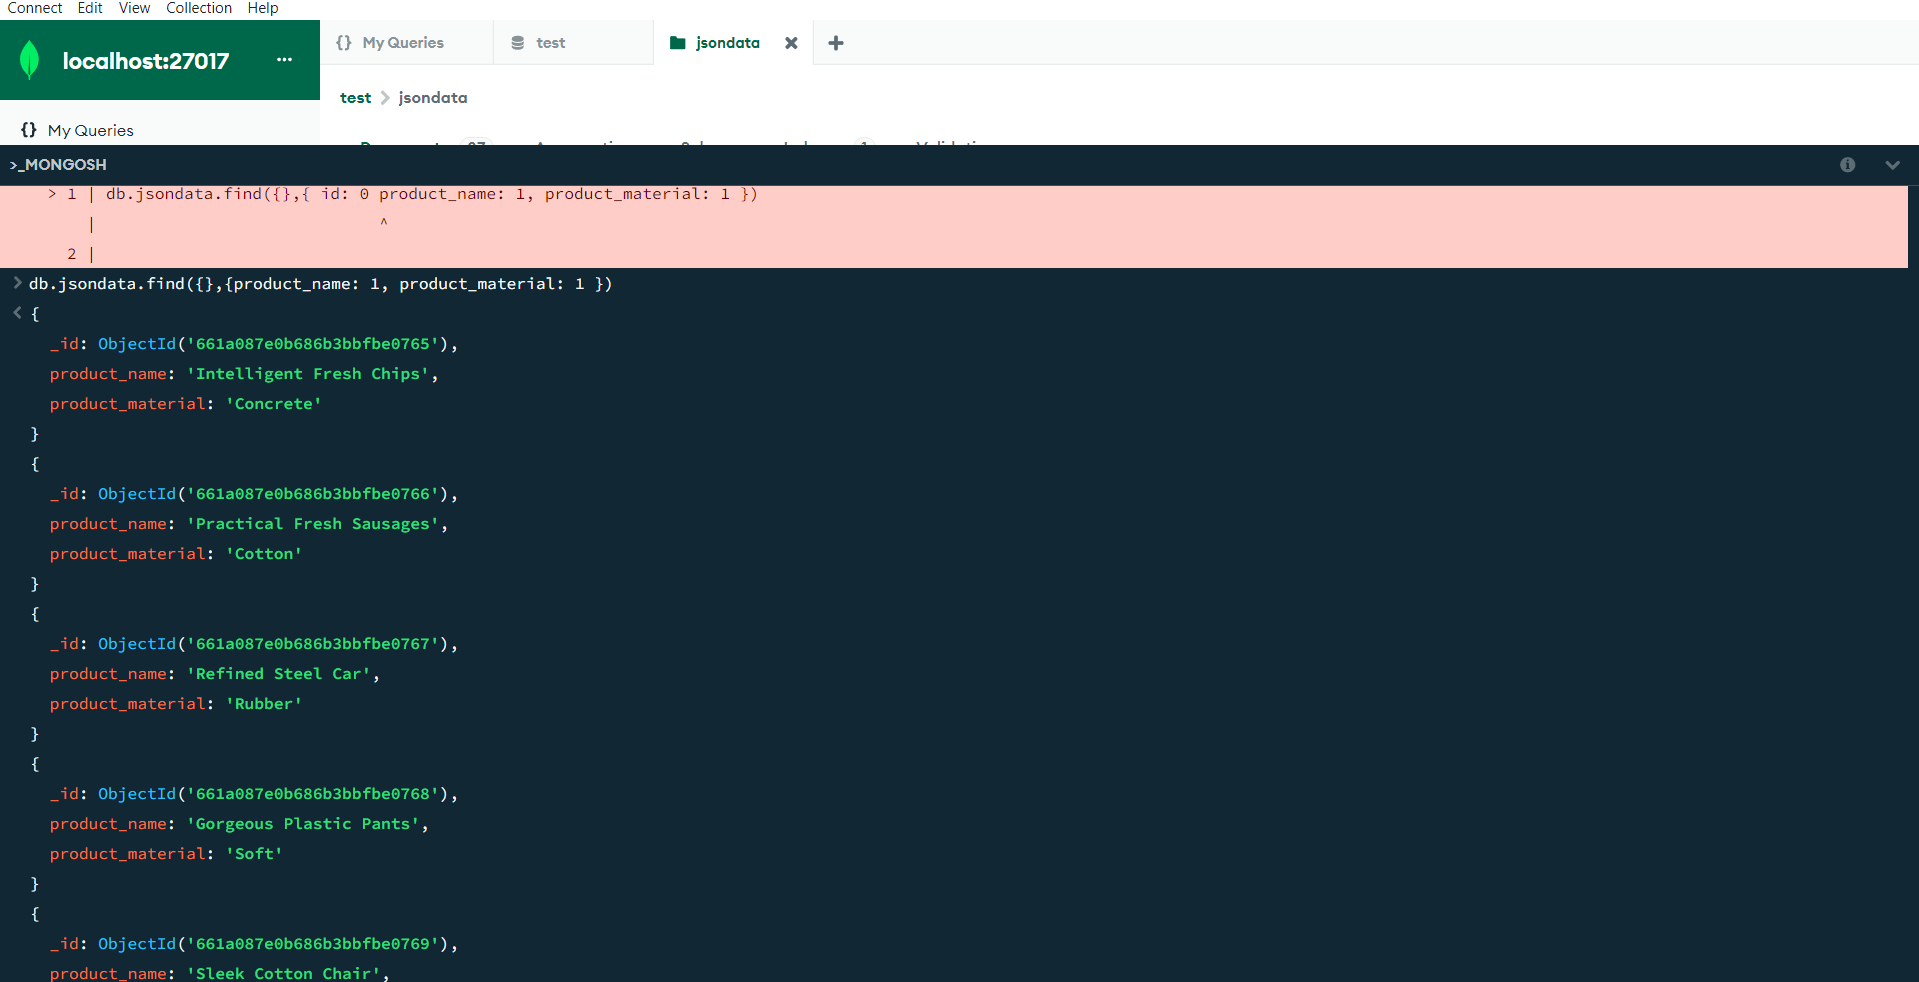 Connect Edit View Collection Help
localhost:27017 ...
{} My Queries test jsondata
test > jsondata
{} My Queries
>_MONGOSH
> 1 | db.jsondata.find({},{ id: 0 product_name: 1, product_material: 1 })
| ^
2 |
> db.jsondata.find({},{product_name: 1, product_material: 1 })
< {
_id: ObjectId('661a087e0b686b3bbfbe0765'),
product_name: 'Intelligent Fresh Chips',
product_material: 'Concrete'
}
{
_id: ObjectId('661a087e0b686b3bbfbe0766'),
product_name: 'Practical Fresh Sausages',
product_material: 'Cotton'
}
{
_id: ObjectId('661a087e0b686b3bbfbe0767'),
product_name: 'Refined Steel Car',
product_material: 'Rubber'
}
{
_id: ObjectId('661a087e0b686b3bbfbe0768'),
product_name: 'Gorgeous Plastic Pants',
product_material: 'Soft'
}
{
_id: ObjectId('661a087e0b686b3bbfbe0769'),
product_name: 'Sleek Cotton Chair',